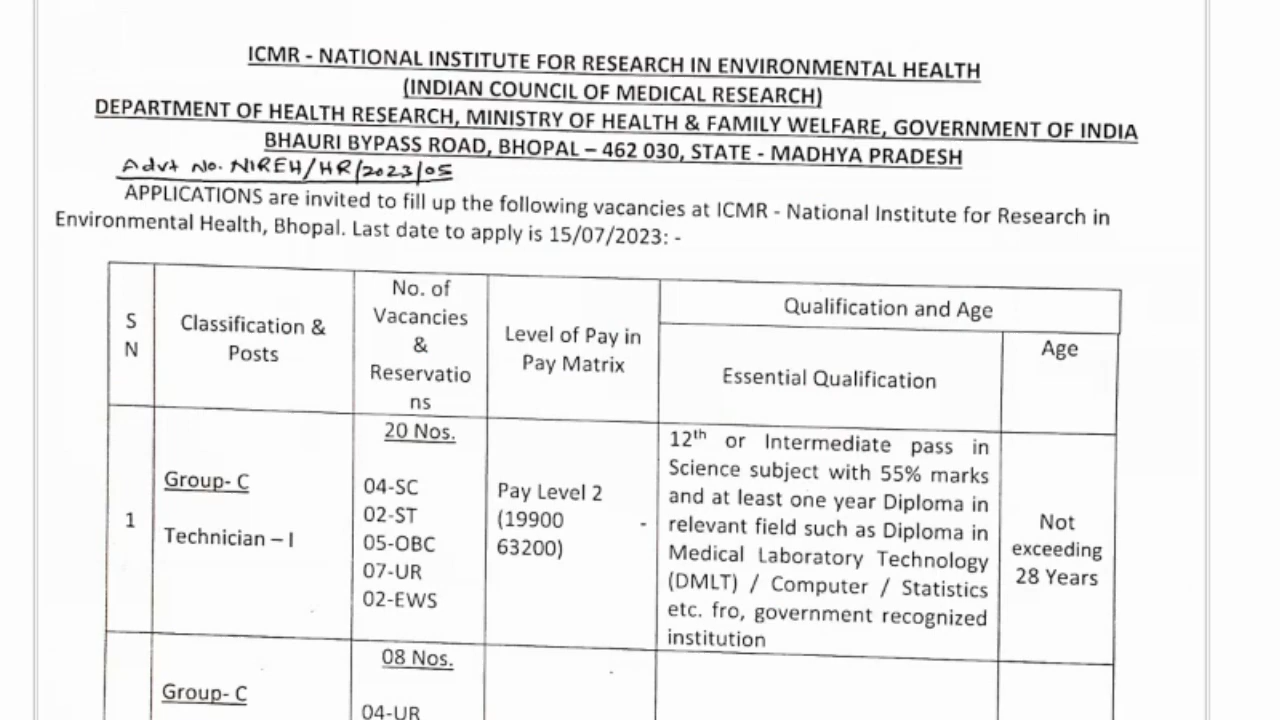 ICMR - NATIONAL INSTITUTE FOR RESEARCH IN ENVIRONMENTAL HEALTH
(INDIAN COUNCIL OF MEDICAL RESEARCH)
DEPARTMENT OF HEALTH RESEARCH, MINISTRY OF HEALTH & FAMILY WELFARE, GOVERNMENT OF INDIA
BHAURI BYPASS ROAD, BHOPAL – 462 030, STATE - MADHYA PRADESH
Advt No. NIREH/HR/2023/05
APPLICATIONS are invited to fill up the following vacancies at ICMR - National Institute for Research in
Environmental Health, Bhopal. Last date to apply is 15/07/2023: -
S
N
Classification &
Posts
No. of
Vacancies
&
Reservatio
ns
Level of Pay in
Pay Matrix
Qualification and Age
Essential Qualification
Age
1
Group- C
Technician – I
20 Nos.
04-SC
02-ST
05-OBC
07-UR
02-EWS
Pay Level 2
(19900 -
63200)
12th or Intermediate pass in
Science subject with 55% marks
and at least one year Diploma in
relevant field such as Diploma in
Medical Laboratory Technology
(DMLT) / Computer / Statistics
etc. fro, government recognized
institution
Not
exceeding
28 Years
Group- C
08 Nos.
04-UR